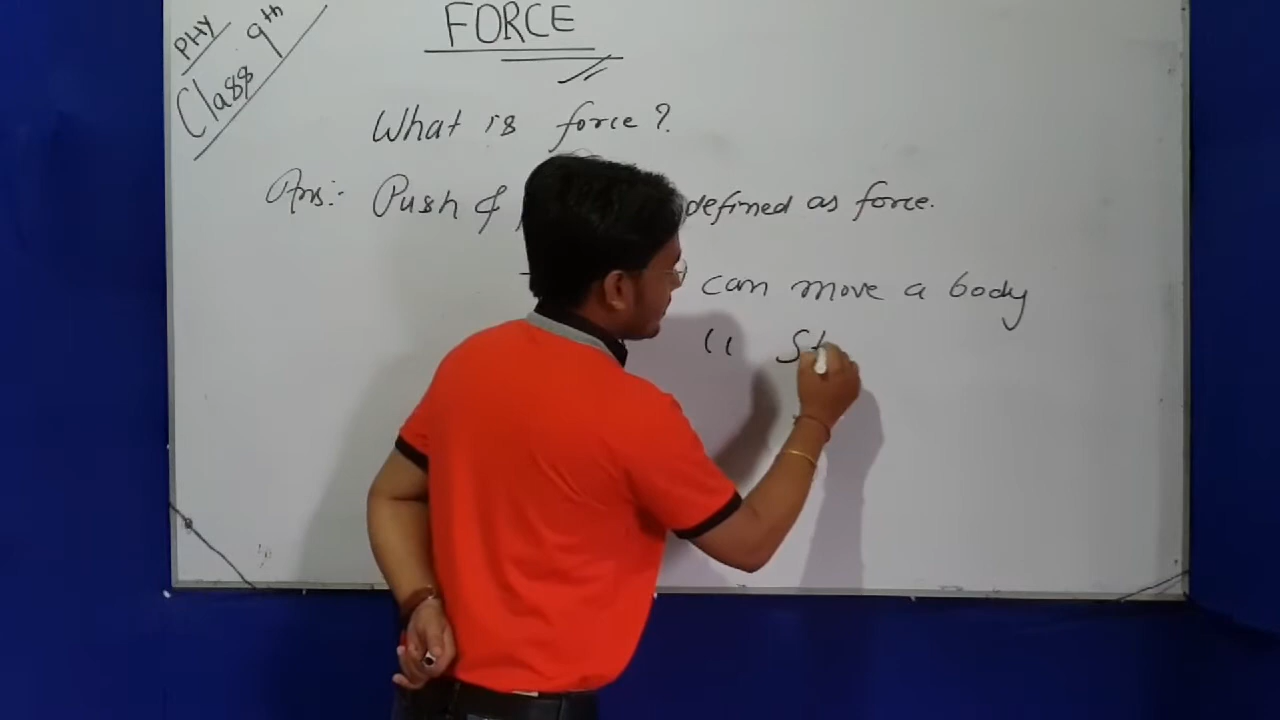 PHY
Class 9th
FORCE
What is force?
Ans:- Push & defined as force.
can move a body
" St